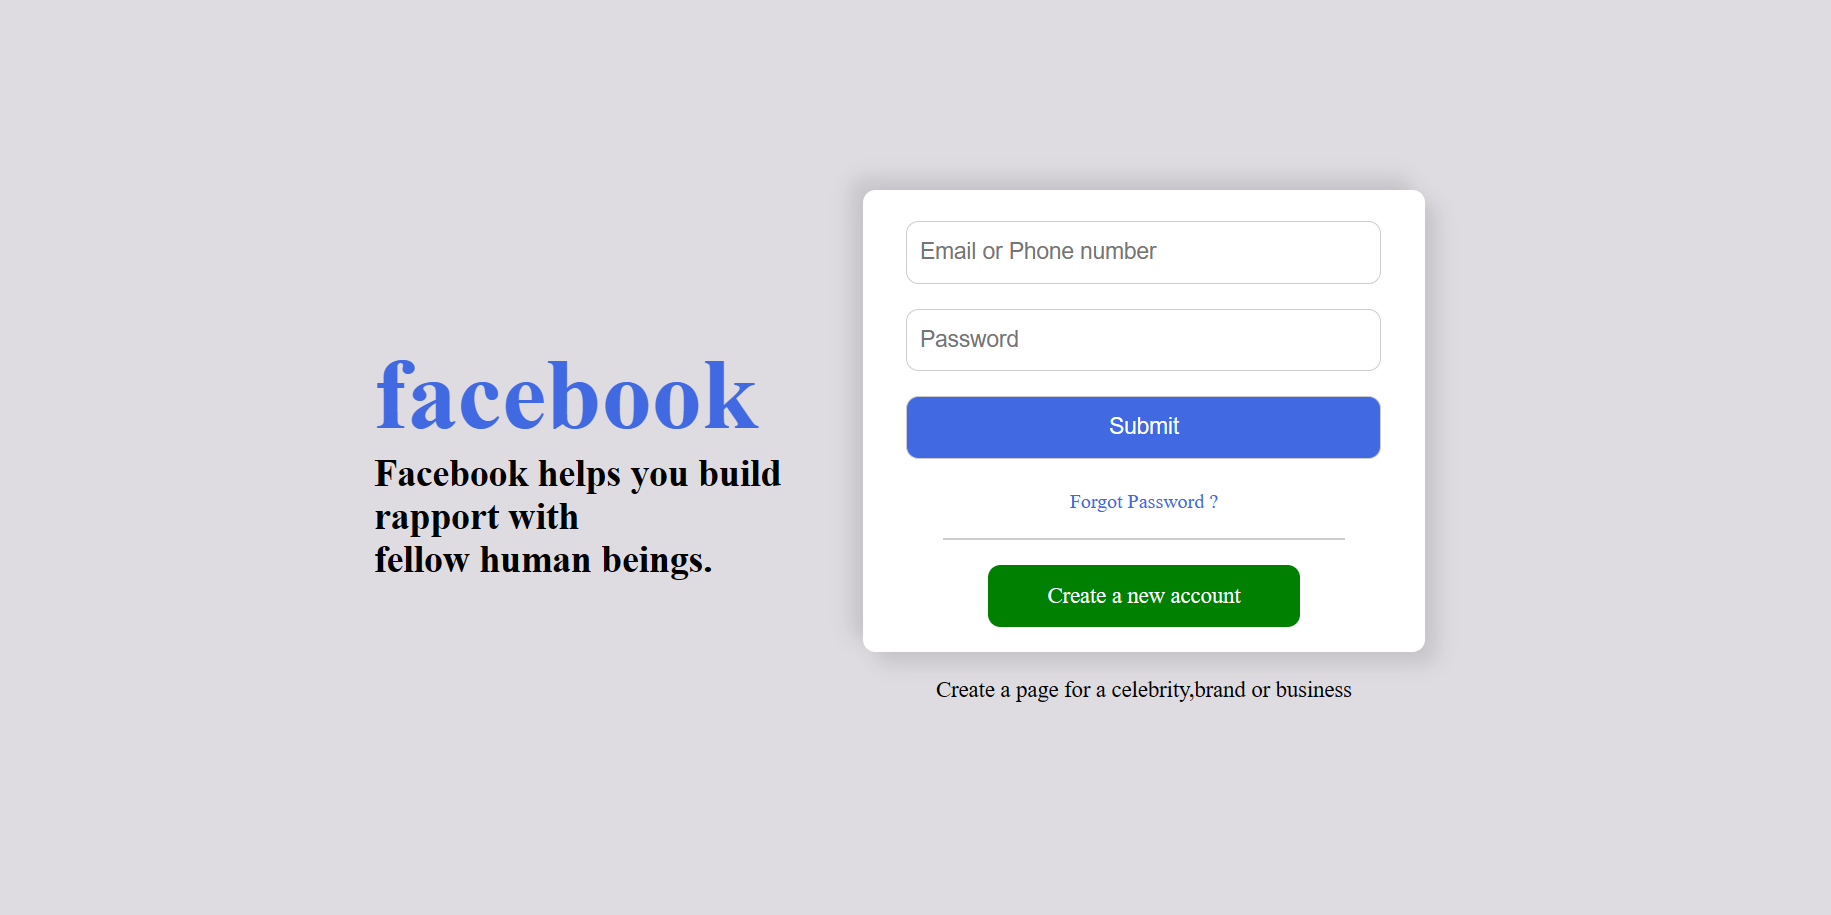 facebook
Facebook helps you build
rapport with
fellow human beings.
Email or Phone number
Password
Submit
Forgot Password ?
Create a new account
Create a page for a celebrity,brand or business